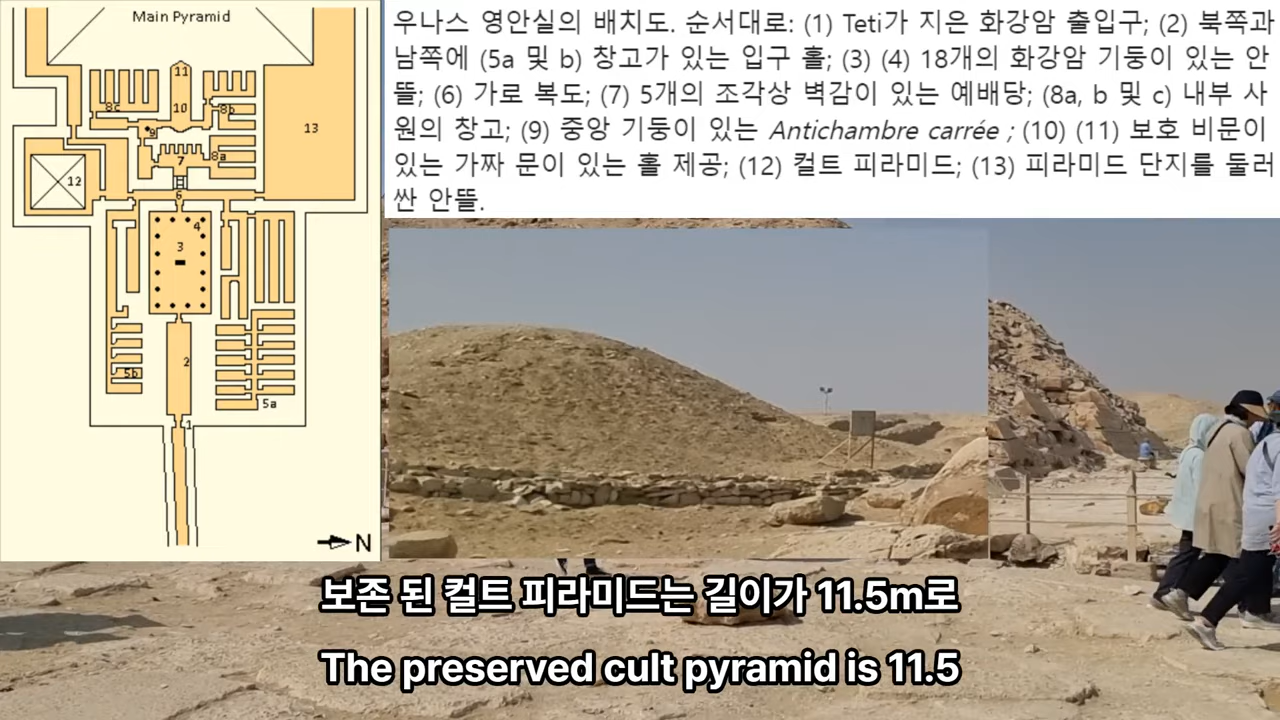 Main Pyramid
11
8c
10
8b
9
13
7
8a
12
6
4
3
2
5b
5a
1
N
우나스 영안실의 배치도. 순서대로: (1) Teti가 지은 화강암 출입구; (2) 북쪽과
남쪽에 (5a 및 b) 창고가 있는 입구 홀; (3) (4) 18개의 화강암 기둥이 있는 안
뜰; (6) 가로 복도; (7) 5개의 조각상 벽감이 있는 예배당; (8a, b 및 c) 내부 사
원의 창고; (9) 중앙 기둥이 있는 Antichambre carrée ; (10) (11) 보호 비문이
있는 가짜 문이 있는 홀 제공; (12) 컬트 피라미드; (13) 피라미드 단지를 둘러
싼 안뜰.
보존 된 컬트 피라미드는 길이가 11.5m로
The preserved cult pyramid is 11.5